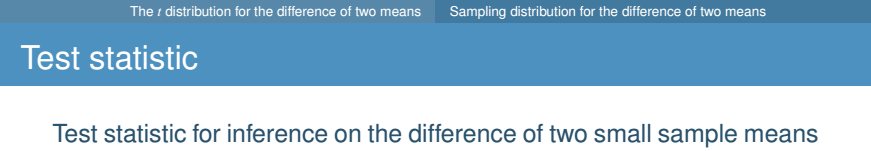 The t distribution for the difference of two means Sampling distribution for the difference of two means
Test statistic
Test statistic for inference on the difference of two small sample means